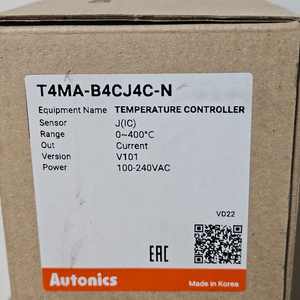 T4MA-B4CJ4C-N
Equipment Name TEMPERATURE CONTROLLER
Sensor J(IC)
Range 0~400°C
Out Current
Version V101
Power 100-240VAC
VD22
EAC
Autonics
Made in Korea